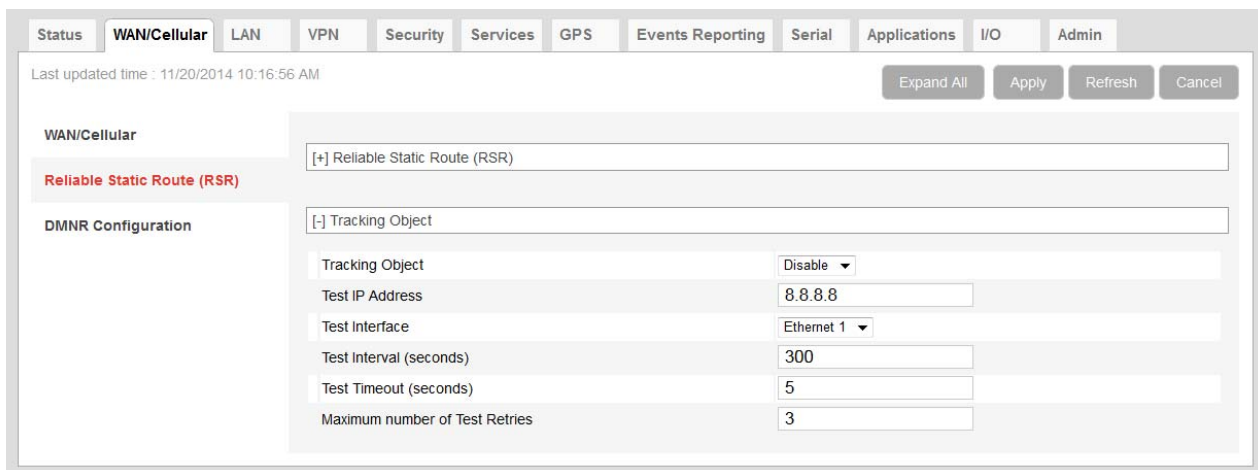 Status WAN/Cellular LAN VPN Security Services GPS Events Reporting Serial Applications I/O Admin
Last updated time : 11/20/2014 10:16:56 AM
Expand All Apply Refresh Cancel
WAN/Cellular
[+] Reliable Static Route (RSR)
Reliable Static Route (RSR)
[-] Tracking Object
DMNR Configuration
Tracking Object Disable
Test IP Address 8.8.8.8
Test Interface Ethernet 1
Test Interval (seconds) 300
Test Timeout (seconds) 5
Maximum number of Test Retries 3